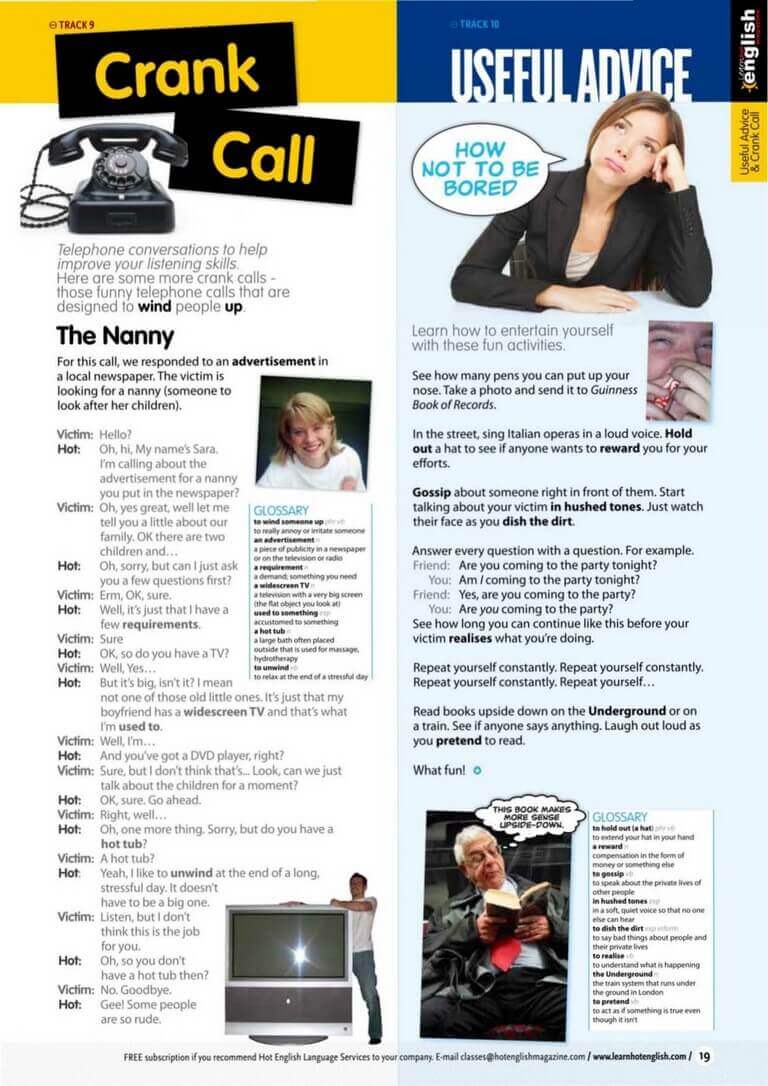 TRACK 9
Crank
Call
Telephone conversations to help
improve your listening skills.
Here are some more crank calls -
those funny telephone calls that are
designed to wind people up.
The Nanny
For this call, we responded to an advertisement in
a local newspaper. The victim is
looking for a nanny (someone to
look after her children).
Victim: Hello?
Hot: Oh, hi, My name's Sara.
I'm calling about the
advertisement for a nanny
you put in the newspaper?
Victim: Oh, yes great, well let me
tell you a little about our
family. OK there are two
children and…
Hot: Oh, sorry, but can I just ask
you a few questions first?
Victim: Erm, OK, sure.
Hot: Well, it's just that I have a
few requirements.
Victim: Sure
Hot: OK, so do you have a TV?
Victim: Well, Yes…
Hot: But it's big, isn't it? I mean
not one of those old little ones. It's just that my
boyfriend has a widescreen TV and that's what
I'm used to.
Victim: Well, I'm…
Hot: And you've got a DVD player, right?
Victim: Sure, but I don't think that's... Look, can we just
talk about the children for a moment?
Hot: OK, sure. Go ahead.
Victim: Right, well…
Hot: Oh, one more thing. Sorry, but do you have a
hot tub?
Victim: A hot tub?
Hot: Yeah, I like to unwind at the end of a long,
stressful day. It doesn't
have to be a big one.
Victim: Listen, but I don't
think this is the job
for you.
Hot: Oh, so you don't
have a hot tub then?
Victim: No. Goodbye.
Hot: Gee! Some people
are so rude.
GLOSSARY
to wind someone up phr vb
to really annoy or irritate someone
an advertisement n
a piece of publicity in a newspaper
or on the television or radio
a requirement n
a demand; something you need
a widescreen TV n
a television with a very big screen
(the flat object you look at)
used to something exp
accustomed to something
a hot tub n
a large bath often placed
outside that is used for massage,
hydrotherapy
to unwind vb
to relax at the end of a stressful day
TRACK 10
USEFUL ADVICE
HOW
NOT TO BE
BORED
Learn how to entertain yourself
with these fun activities.
See how many pens you can put up your
nose. Take a photo and send it to Guinness
Book of Records.
In the street, sing Italian operas in a loud voice. Hold
out a hat to see if anyone wants to reward you for your
efforts.
Gossip about someone right in front of them. Start
talking about your victim in hushed tones. Just watch
their face as you dish the dirt.
Answer every question with a question. For example.
Friend: Are you coming to the party tonight?
You: Am I coming to the party tonight?
Friend: Yes, are you coming to the party?
You: Are you coming to the party?
See how long you can continue like this before your
victim realises what you're doing.
Repeat yourself constantly. Repeat yourself constantly.
Repeat yourself constantly. Repeat yourself…
Read books upside down on the Underground or on
a train. See if anyone says anything. Laugh out loud as
you pretend to read.
What fun!
THIS BOOK MAKES
MORE SENSE
UPSIDE-DOWN.
GLOSSARY
to hold out (a hat) phr vb
to extend your hat in your hand
a reward n
compensation in the form of
money or something else
to gossip vb
to speak about the private lives of
other people
in hushed tones exp
in a soft, quiet voice so that no one
else can hear
to dish the dirt exp inform
to say bad things about people and
their private lives
to realise vb
to understand what is happening
the Underground n
the train system that runs under
the ground in London
to pretend vb
to act as if something is true even
though it isn't
english
Useful Advice
& Crank Call
FREE subscription if you recommend Hot English Language Services to your company. E-mail classes@hotenglishmagazine.com / www.learnhotenglish.com / 19